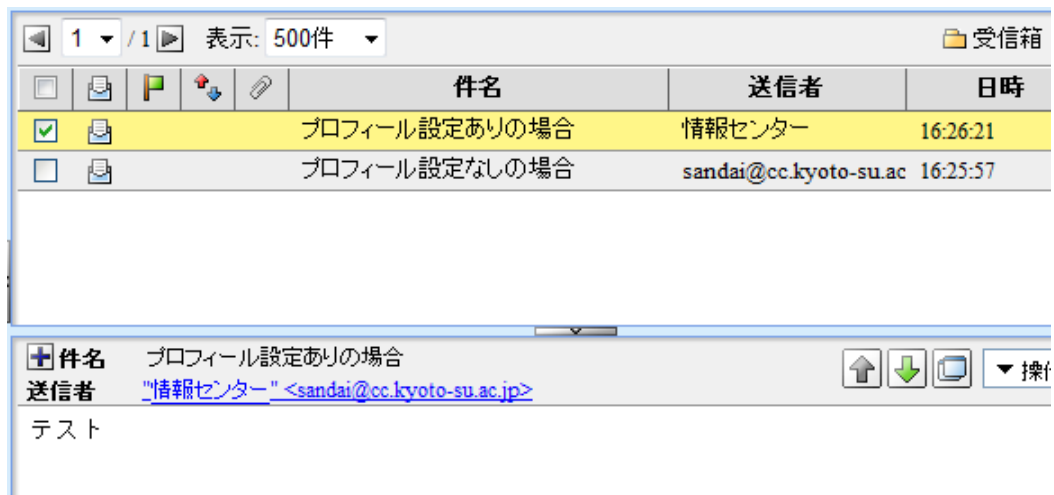 1 /1 表示: 500件 受信箱
件名 送信者 日時
プロフィール設定ありの場合 情報センター 16:26:21
プロフィール設定なしの場合 sandai@cc.kyoto-su.ac 16:25:57
件名 プロフィール設定ありの場合
送信者 "情報センター" <sandai@cc.kyoto-su.ac.jp>
テスト